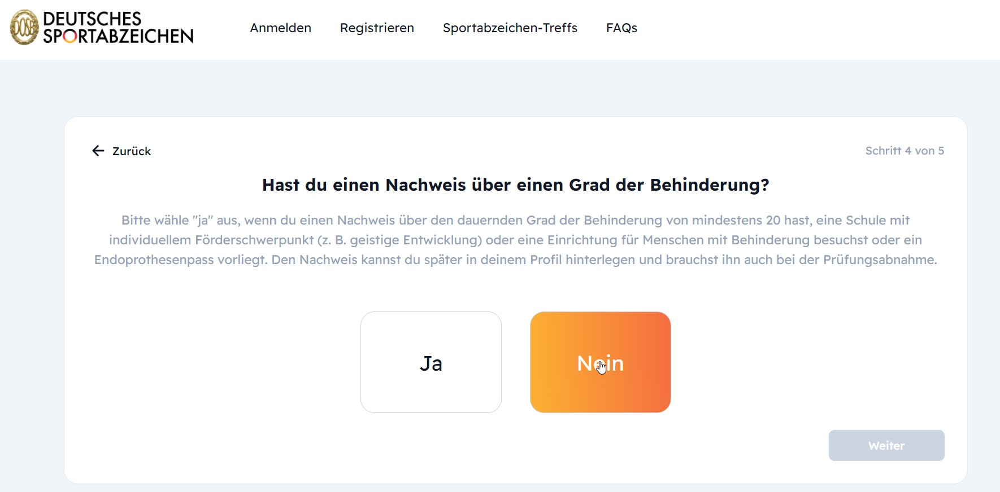 DOSB
DEUTSCHES
SPORTABZEICHEN
Anmelden
Registrieren
Sportabzeichen-Treffs
FAQs
Zurück
Schritt 4 von 5
Hast du einen Nachweis über einen Grad der Behinderung?
Bitte wähle "ja" aus, wenn du einen Nachweis über den dauernden Grad der Behinderung von mindestens 20 hast, eine Schule mit
individuellem Förderschwerpunkt (z. B. geistige Entwicklung) oder eine Einrichtung für Menschen mit Behinderung besuchst oder ein
Endoprothesenpass vorliegt. Den Nachweis kannst du später in deinem Profil hinterlegen und brauchst ihn auch bei der Prüfungsabnahme.
Ja
Nein
Weiter